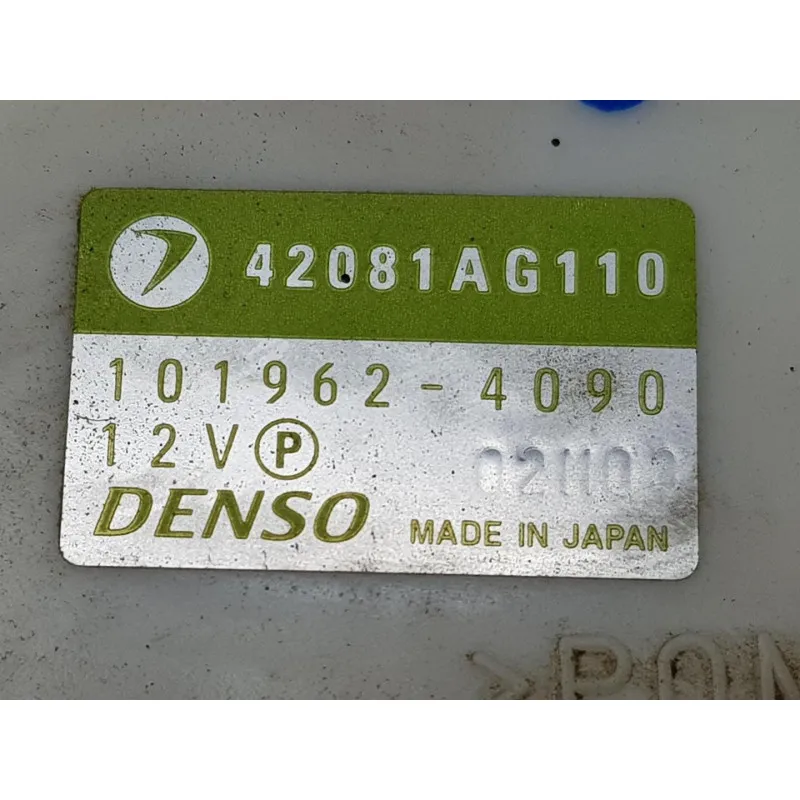 42081AG110
101962-4090
12V P
DENSO MADE IN JAPAN